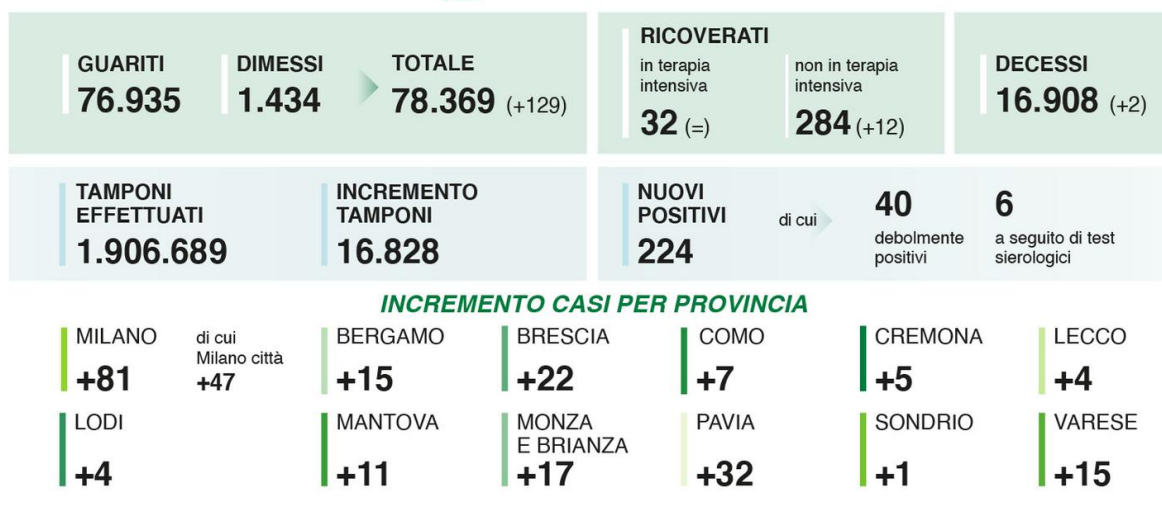 GUARITI
76.935
DIMESSI
1.434
TOTALE
78.369 (+129)
RICOVERATI
in terapia
intensiva
32 (=)
non in terapia
intensiva
284 (+12)
DECESSI
16.908 (+2)
TAMPONI
EFFETTUATI
1.906.689
INCREMENTO
TAMPONI
16.828
NUOVI
POSITIVI
224
di cui
40
debolmente
positivi
6
a seguito di test
sierologici
INCREMENTO CASI PER PROVINCIA
MILANO
+81
di cui
Milano città
+47
BERGAMO
+15
BRESCIA
+22
COMO
+7
CREMONA
+5
LECCO
+4
LODI
+4
MANTOVA
+11
MONZA
E BRIANZA
+17
PAVIA
+32
SONDRIO
+1
VARESE
+15